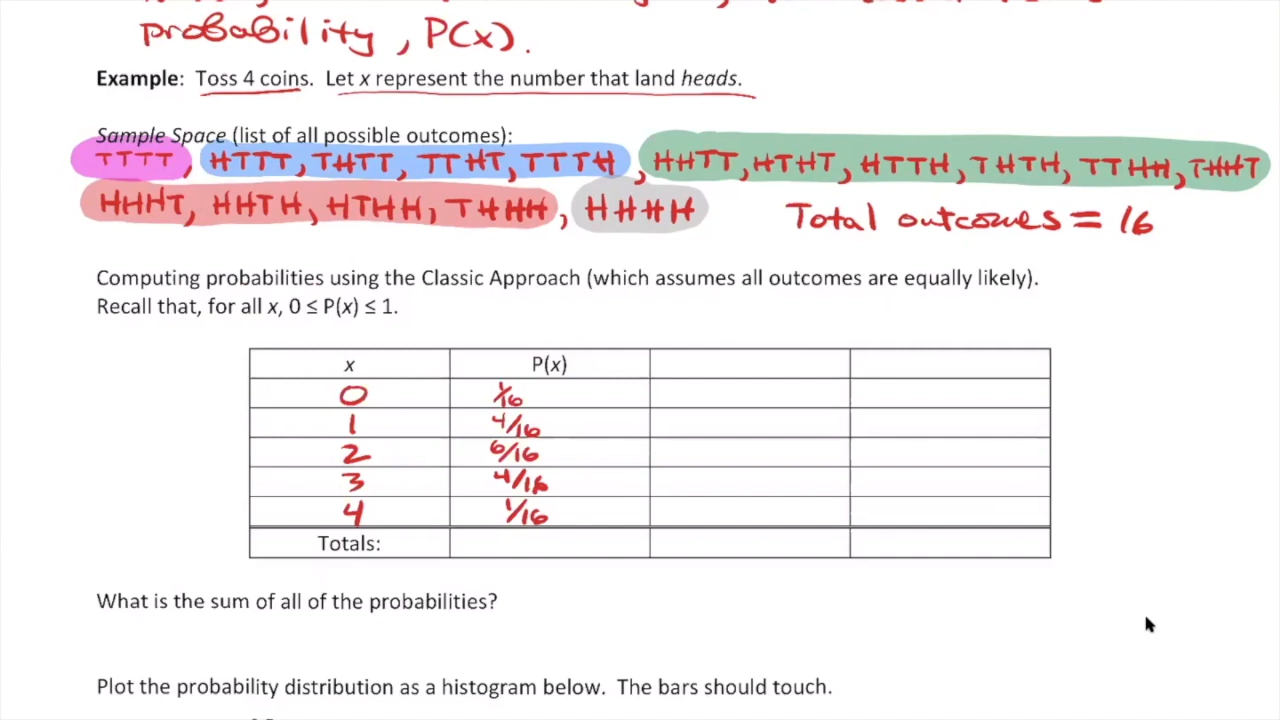 probability, P(x).
Example: Toss 4 coins. Let x represent the number that land heads.
Sample Space (list of all possible outcomes):
TTTT, HTTT, THTT, TTHT, TTTH, HHTT, HTHT, HTTH, THTH, TTHH, THHT
HHHT, HHTH, HTHH, THHH, HHHH Total outcomes = 16
Computing probabilities using the Classic Approach (which assumes all outcomes are equally likely).
Recall that, for all x, 0 ≤ P(x) ≤ 1.
x P(x)
0 1/16
1 4/16
2 6/16
3 4/16
4 1/16
Totals:
What is the sum of all of the probabilities?
Plot the probability distribution as a histogram below. The bars should touch.